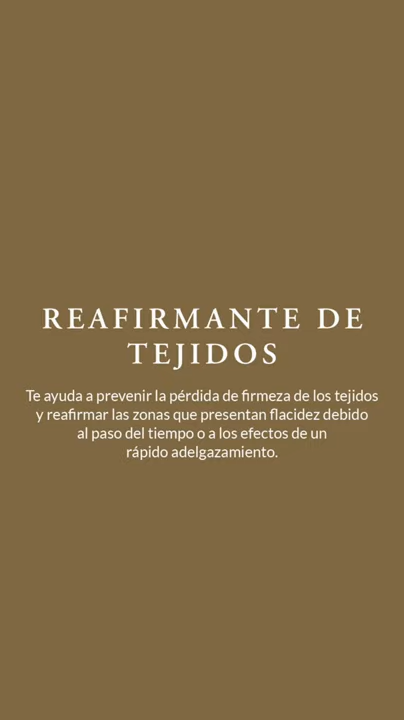 REAFIRMANTE DE
TEJIDOS
Te ayuda a prevenir la pérdida de firmeza de los tejidos
y reafirmar las zonas que presentan flacidez debido
al paso del tiempo o a los efectos de un
rápido adelgazamiento.